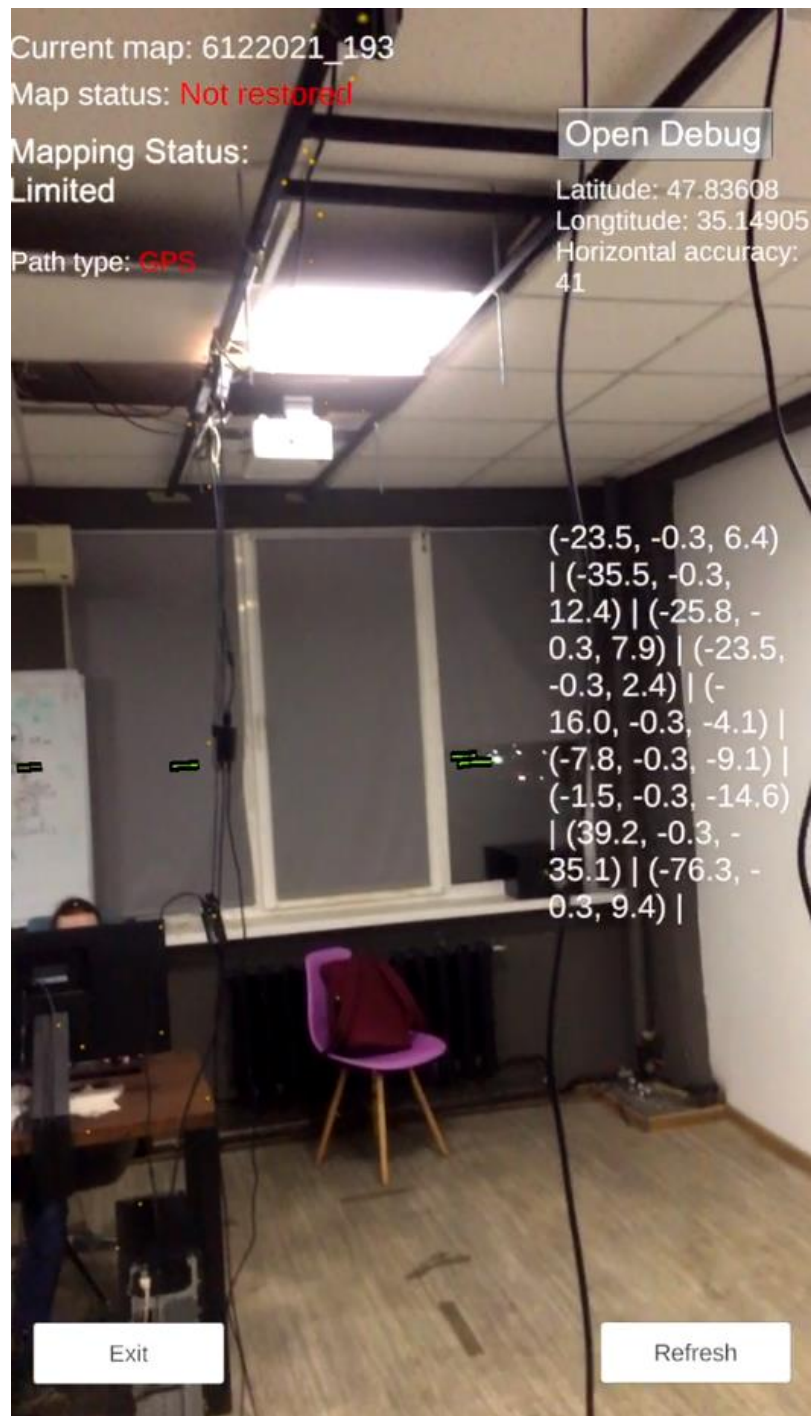 Current map: 6122021_193
Map status: Not restored
Mapping Status:
Limited
Path type: GPS
Open Debug
Latitude: 47.83608
Longtitude: 35.14905
Horizontal accuracy:
41
(-23.5, -0.3, 6.4)
| (-35.5, -0.3,
12.4) | (-25.8, -
0.3, 7.9) | (-23.5,
-0.3, 2.4) | (-
16.0, -0.3, -4.1) |
(-7.8, -0.3, -9.1) |
(-1.5, -0.3, -14.6)
| (39.2, -0.3, -
35.1) | (-76.3, -
0.3, 9.4) |
Exit
Refresh